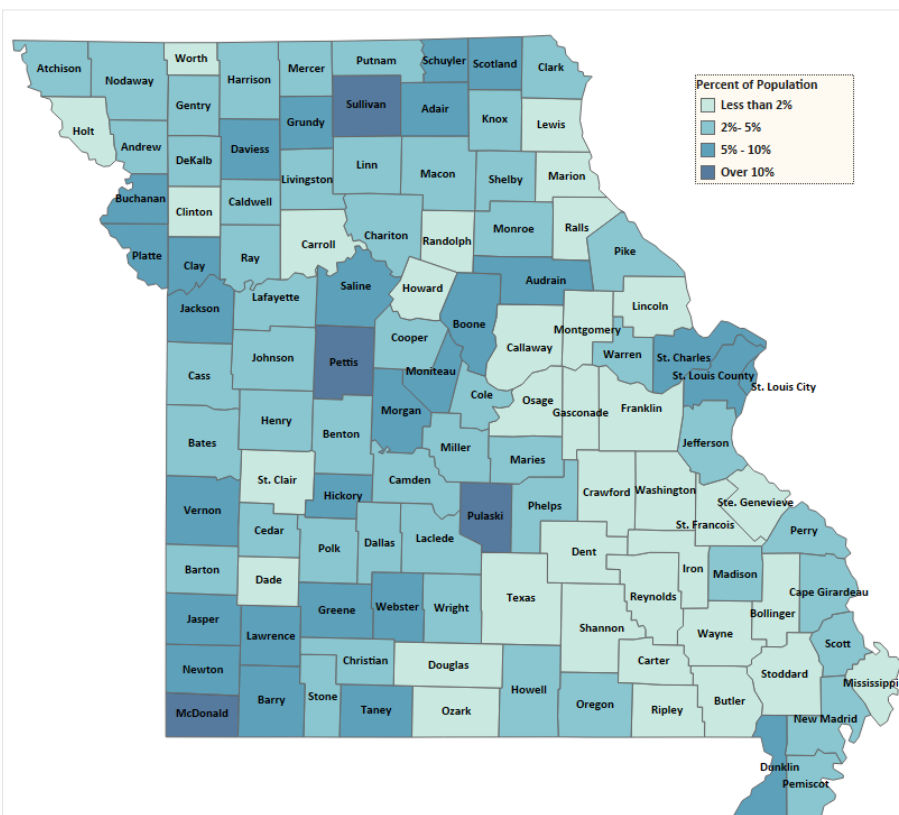 Atchison
Nodaway
Worth
Harrison
Mercer
Putnam
Schuyler
Scotland
Clark
Percent of Population
Less than 2%
2%- 5%
5% - 10%
Over 10%
Holt
Andrew
Gentry
DeKalb
Daviess
Grundy
Sullivan
Adair
Knox
Lewis
Livingston
Linn
Macon
Shelby
Marion
Buchanan
Clinton
Caldwell
Carroll
Chariton
Randolph
Monroe
Ralls
Pike
Platte
Clay
Ray
Saline
Howard
Audrain
Jackson
Lafayette
Boone
Callaway
Montgomery
Lincoln
Cooper
Warren
St. Charles
St. Louis County
St. Louis City
Cass
Johnson
Pettis
Moniteau
Cole
Osage
Gasconade
Franklin
Morgan
Jefferson
Bates
Henry
Benton
Miller
Maries
St. Clair
Hickory
Camden
Pulaski
Phelps
Crawford
Washington
Ste. Genevieve
St. Francois
Perry
Vernon
Cedar
Polk
Dallas
Laclede
Dent
Iron
Madison
Barton
Dade
Bollinger
Cape Girardeau
Jasper
Lawrence
Greene
Webster
Wright
Texas
Reynolds
Shannon
Wayne
Scott
Newton
Christian
Douglas
Carter
Stoddard
Mississippi
McDonald
Barry
Stone
Taney
Ozark
Howell
Oregon
Ripley
Butler
New Madrid
Dunklin
Pemiscot